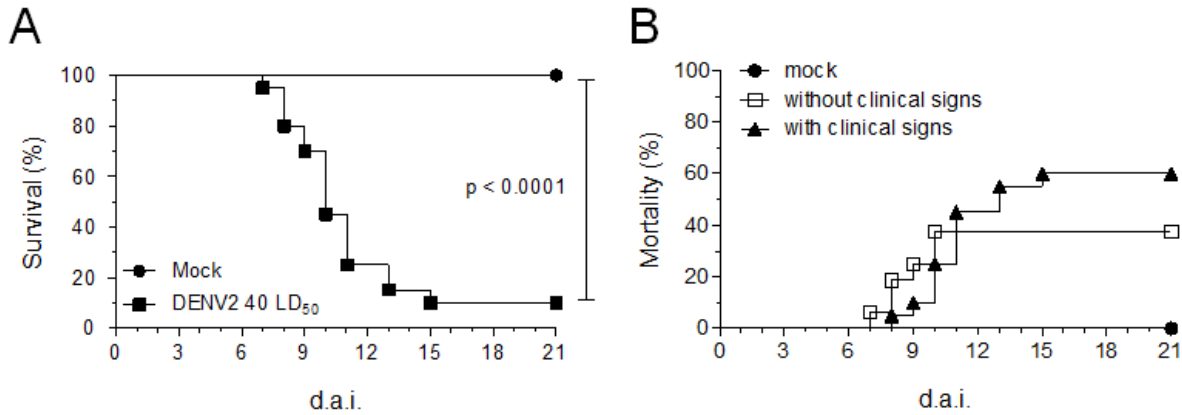 A
Survival (%)
100
80
60
40
20
0
p < 0.0001
Mock
DENV2 40 LD50
0 3 6 9 12 15 18 21
d.a.i.
B
Mortality (%)
100
80
60
40
20
0
mock
without clinical signs
with clinical signs
0 3 6 9 12 15 18 21
d.a.i.